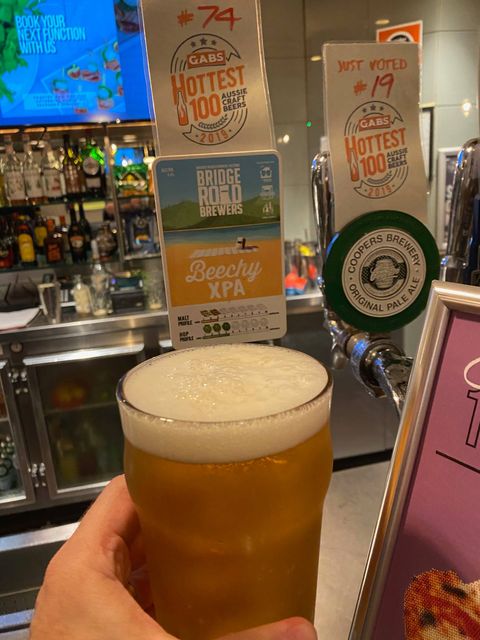 BOOK YOUR
NEXT FUNCTION
WITH US
#74
GABS
HOTTEST
100
AUSSIE
CRAFT
BEERS
2019
BRIDGE
ROAD
BREWERS
Beechy
XPA
MALT
PROFILE
HOP
PROFILE
JUST VOTED
#19
GABS
HOTTEST
100
AUSSIE
CRAFT
BEERS
2019
COOPERS BREWERY
ORIGINAL PALE ALE